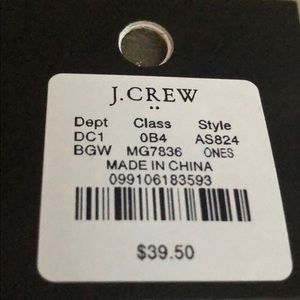 J.CREW
Dept Class Style
DC1 0B4 AS824
BGW MG7836 ONES
MADE IN CHINA
099106183593
$39.50